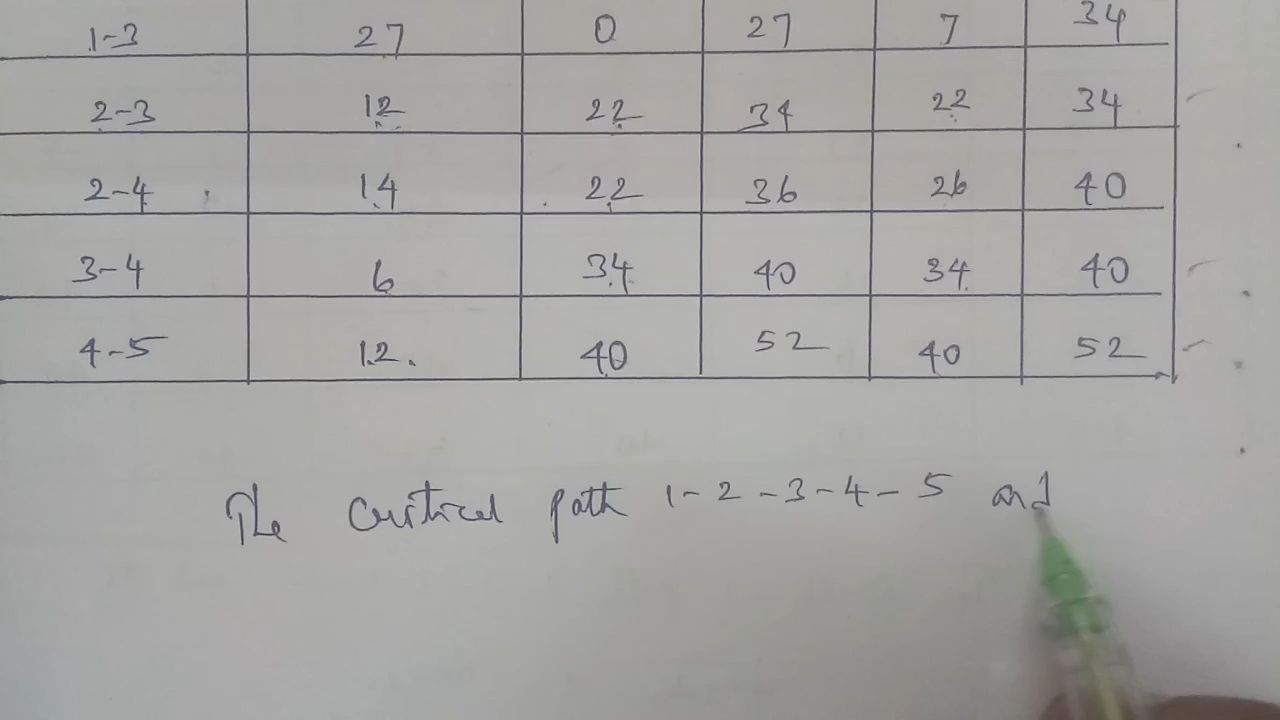 1-3 27 0 27 7 34
2-3 12 22 34 22 34
2-4 14 22 36 26 40
3-4 6 34 40 34 40
4-5 12. 40 52 40 52
The critical path 1-2-3-4-5 and